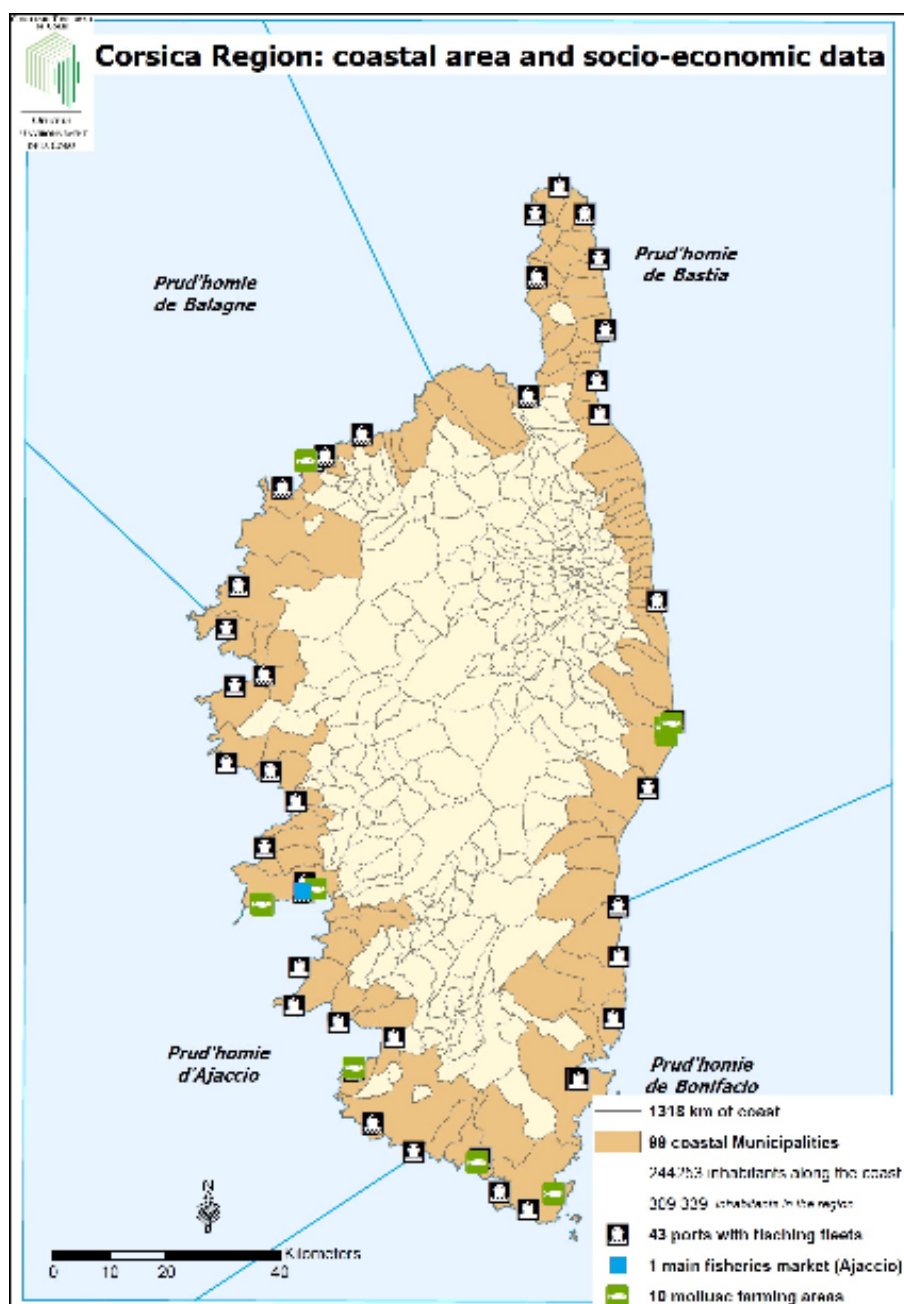 Corsica Region: coastal area and socio-economic data
Prud'homie
de Bastia
Prud'homie
de Balagne
Prud'homie
d'Ajaccio
Prud'homie
de Bonifacio
1318 km of coast
coastal Municipalities
inhabitants along the coast
inhabitants in the region
43 ports with fisching fleets
1 main fisheries market (Ajaccio)
10 mollusc farming areas
N
Kilometers
0 10 20 40